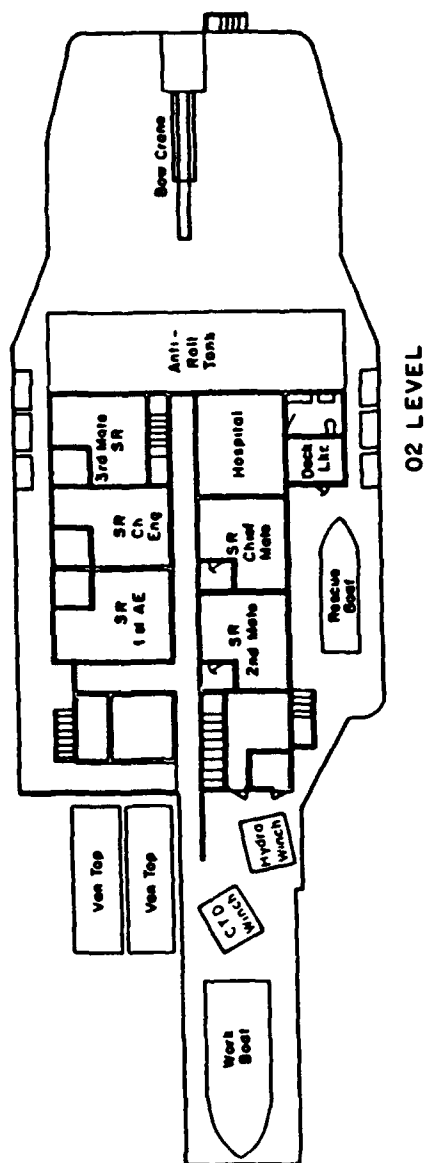 Bow Crane
Anti-
Roll
Tank
3rd Mate
SR
SR
Ch
Eng
SR
1st AE
Hospital
Deck
Lkr
SR
Chief
Mate
SR
2nd Mate
Rescue
Boat
Van Top
Van Top
Hydro
Winch
CTD
Winch
Work
Boat
02 LEVEL